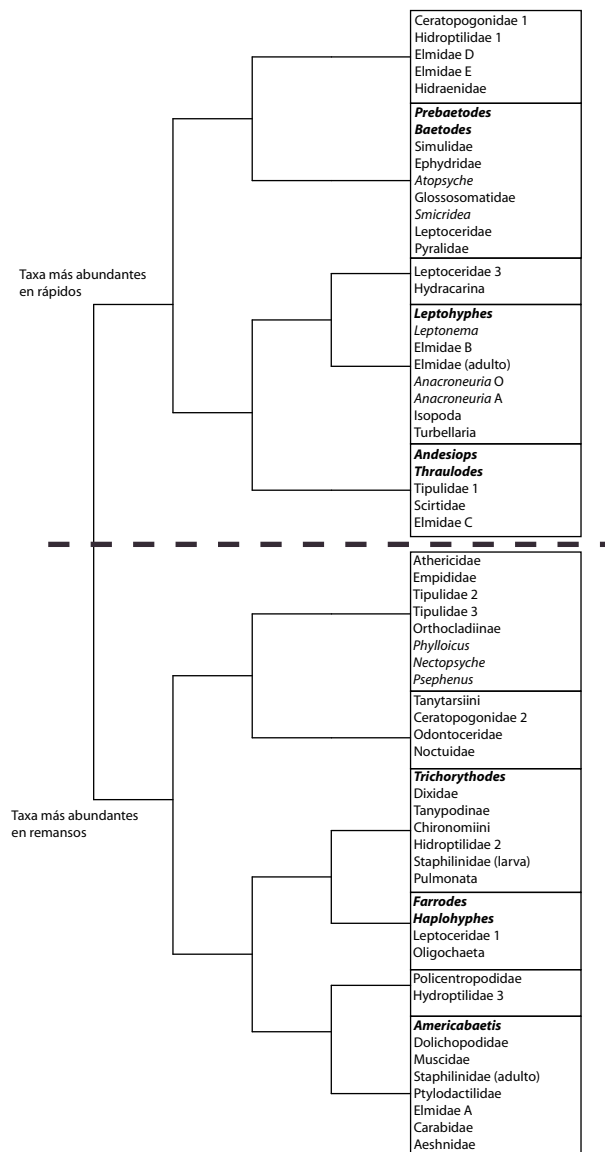 Ceratopogonidae 1
Hidroptilidae 1
Elmidae D
Elmidae E
Hidraenidae
Prebaetodes
Baetodes
Simulidae
Ephydridae
Atopsyche
Glossosomatidae
Smicridea
Leptoceridae
Pyralidae
Taxa más abundantes
en rápidos
Leptoceridae 3
Hydracarina
Leptohyphes
Leptonema
Elmidae B
Elmidae (adulto)
Anacroneuria O
Anacroneuria A
Isopoda
Turbellaria
Andesiops
Thraulodes
Tipulidae 1
Scirtidae
Elmidae C
Athericidae
Empididae
Tipulidae 2
Tipulidae 3
Orthocladiinae
Phylloicus
Nectopsyche
Psephenus
Tanytarsiini
Ceratopogonidae 2
Odontoceridae
Noctuidae
Taxa más abundantes
en remansos
Trichorythodes
Dixidae
Tanypodinae
Chironomiini
Hidroptilidae 2
Staphilinidae (larva)
Pulmonata
Farrodes
Haplohyphes
Leptoceridae 1
Oligochaeta
Policentropodidae
Hydroptilidae 3
Americabaetis
Dolichopodidae
Muscidae
Staphilinidae (adulto)
Ptylodactilidae
Elmidae A
Carabidae
Aeshnidae